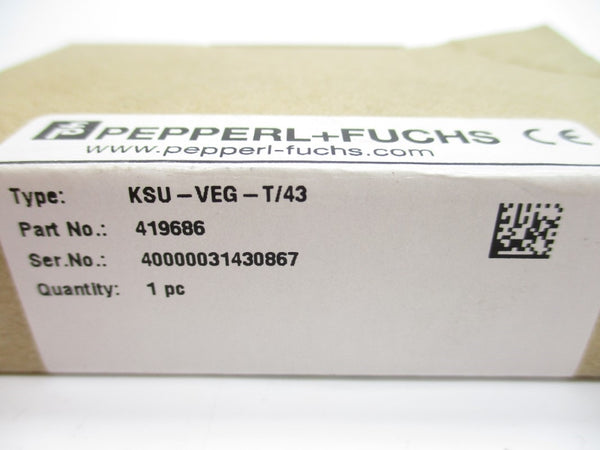 PEPPERL+FUCHS CE
www.pepperl-fuchs.com
Type: KSU-VEG-T/43
Part No.: 419686
Ser.No.: 40000031430867
Quantity: 1 pc